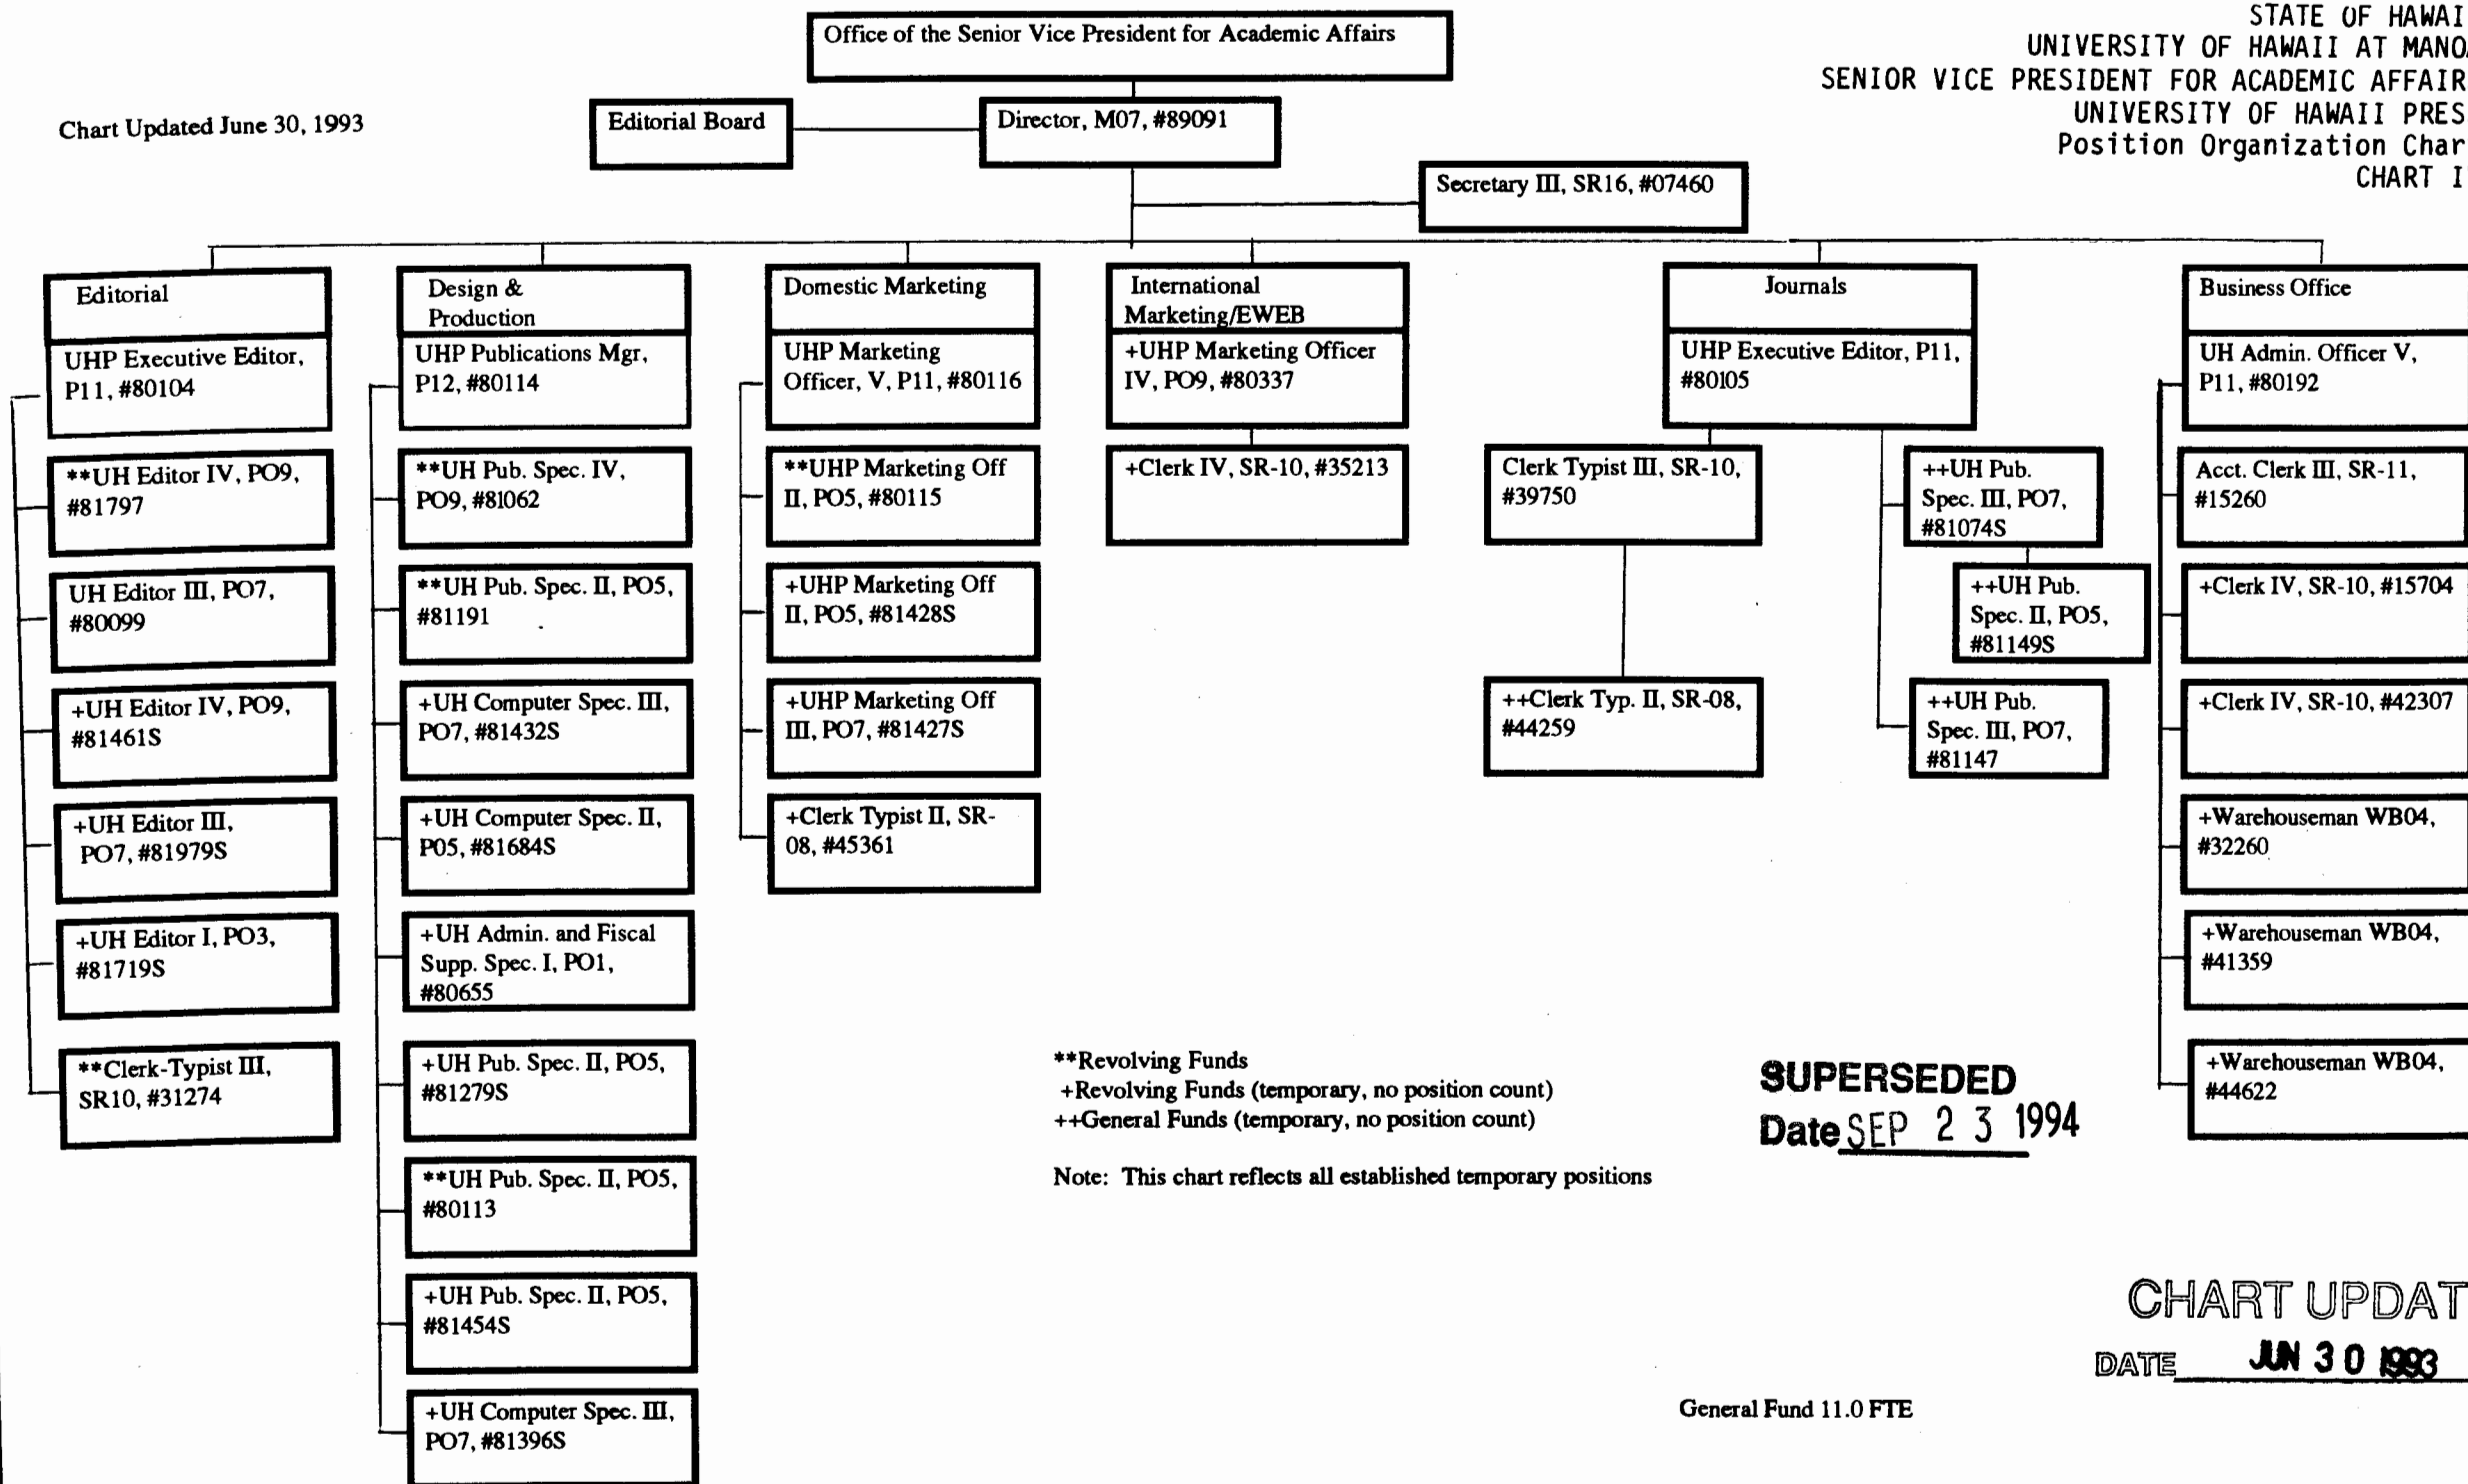 Office of the Senior Vice President for Academic Affairs
STATE OF HAWAI
UNIVERSITY OF HAWAII AT MANO
SENIOR VICE PRESIDENT FOR ACADEMIC AFFAIR
UNIVERSITY OF HAWAII PRES
Position Organization Char
CHART I
Chart Updated June 30, 1993
Editorial Board
Director, M07, #89091
Secretary III, SR16, #07460
Editorial
UHP Executive Editor,
P11, #80104
**UH Editor IV, PO9,
#81797
UH Editor III, PO7,
#80099
+UH Editor IV, PO9,
#81461S
+UH Editor III,
PO7, #81979S
+UH Editor I, PO3,
#81719S
**Clerk-Typist III,
SR10, #31274
Design &
Production
UHP Publications Mgr,
P12, #80114
**UH Pub. Spec. IV,
PO9, #81062
**UH Pub. Spec. II, PO5,
#81191
+UH Computer Spec. III,
PO7, #81432S
+UH Computer Spec. II,
P05, #81684S
+UH Admin. and Fiscal
Supp. Spec. I, PO1,
#80655
+UH Pub. Spec. II, PO5,
#81279S
**UH Pub. Spec. II, PO5,
#80113
+UH Pub. Spec. II, PO5,
#81454S
+UH Computer Spec. III,
PO7, #81396S
Domestic Marketing
UHP Marketing
Officer, V, P11, #80116
**UHP Marketing Off
II, PO5, #80115
+UHP Marketing Off
II, PO5, #81428S
+UHP Marketing Off
III, PO7, #81427S
+Clerk Typist II, SR-
08, #45361
International
Marketing/EWEB
+UHP Marketing Officer
IV, PO9, #80337
+Clerk IV, SR-10, #35213
Journals
UHP Executive Editor, P11,
#80105
Clerk Typist III, SR-10,
#39750
++Clerk Typ. II, SR-08,
#44259
++UH Pub.
Spec. III, PO7,
#81074S
++UH Pub.
Spec. II, PO5,
#81149S
++UH Pub.
Spec. III, PO7,
#81147
Business Office
UH Admin. Officer V,
P11, #80192
Acct. Clerk III, SR-11,
#15260
+Clerk IV, SR-10, #15704
+Clerk IV, SR-10, #42307
+Warehouseman WB04,
#32260
+Warehouseman WB04,
#41359
+Warehouseman WB04,
#44622
**Revolving Funds
+Revolving Funds (temporary, no position count)
++General Funds (temporary, no position count)
Note: This chart reflects all established temporary positions
SUPERSEDED
Date SEP 23 1994
CHART UPDAT
DATE JUN 30 1993
General Fund 11.0 FTE